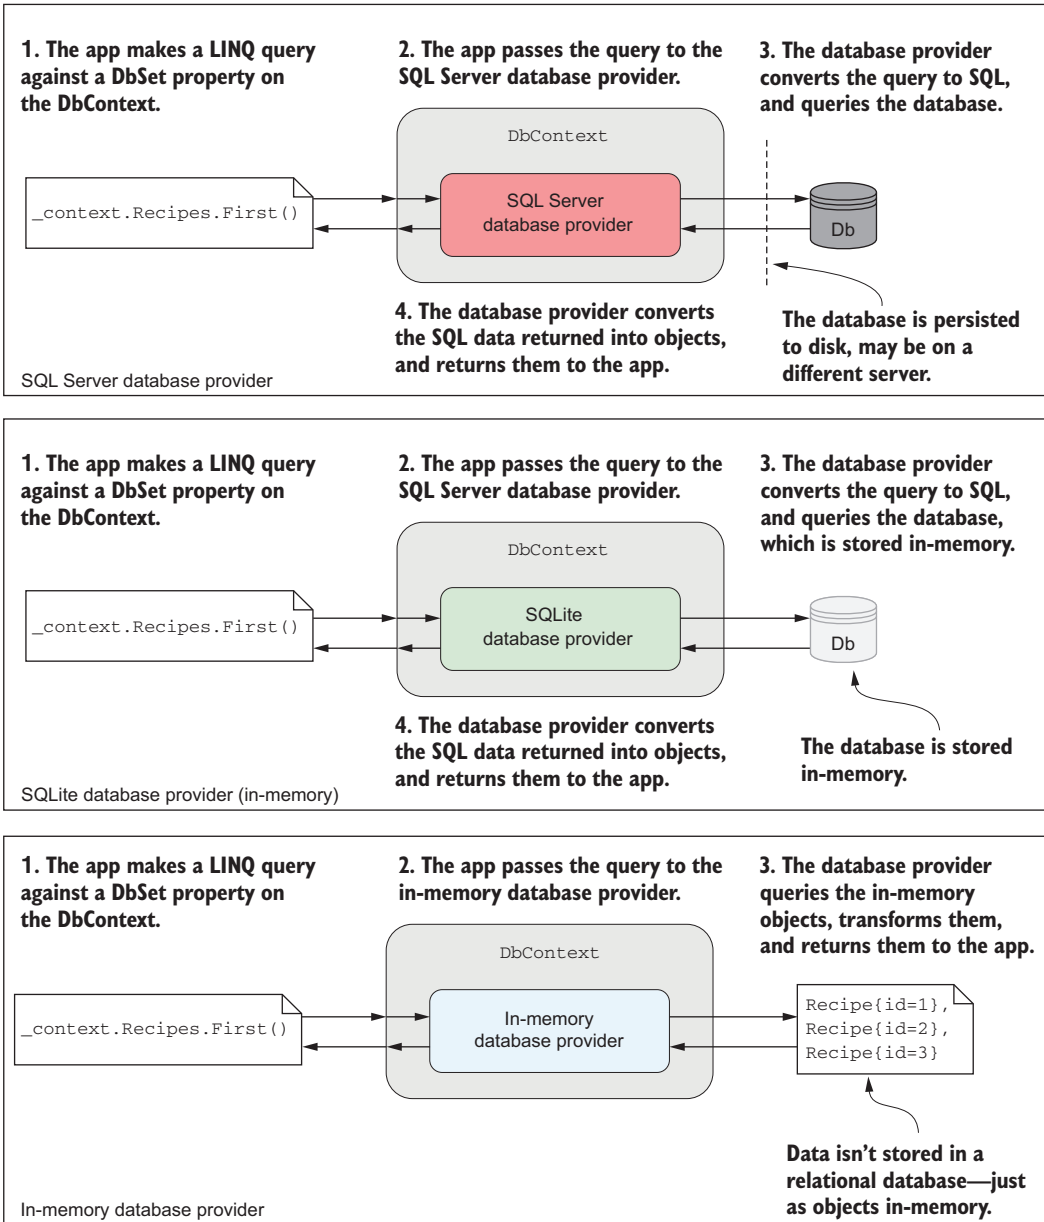 1. The app makes a LINQ query
against a DbSet property on
the DbContext.
2. The app passes the query to the
SQL Server database provider.
3. The database provider
converts the query to SQL,
and queries the database.
DbContext
_context.Recipes.First()
SQL Server
database provider
Db
4. The database provider converts
the SQL data returned into objects,
and returns them to the app.
The database is persisted
to disk, may be on a
different server.
SQL Server database provider
1. The app makes a LINQ query
against a DbSet property on
the DbContext.
2. The app passes the query to the
SQL Server database provider.
3. The database provider
converts the query to SQL,
and queries the database,
which is stored in-memory.
DbContext
_context.Recipes.First()
SQLite
database provider
Db
4. The database provider converts
the SQL data returned into objects,
and returns them to the app.
The database is stored
in-memory.
SQLite database provider (in-memory)
1. The app makes a LINQ query
against a DbSet property on
the DbContext.
2. The app passes the query to the
in-memory database provider.
3. The database provider
queries the in-memory
objects, transforms them,
and returns them to the app.
DbContext
_context.Recipes.First()
In-memory
database provider
Recipe{id=1},
Recipe{id=2},
Recipe{id=3}
Data isn't stored in a
relational database—just
as objects in-memory.
In-memory database provider